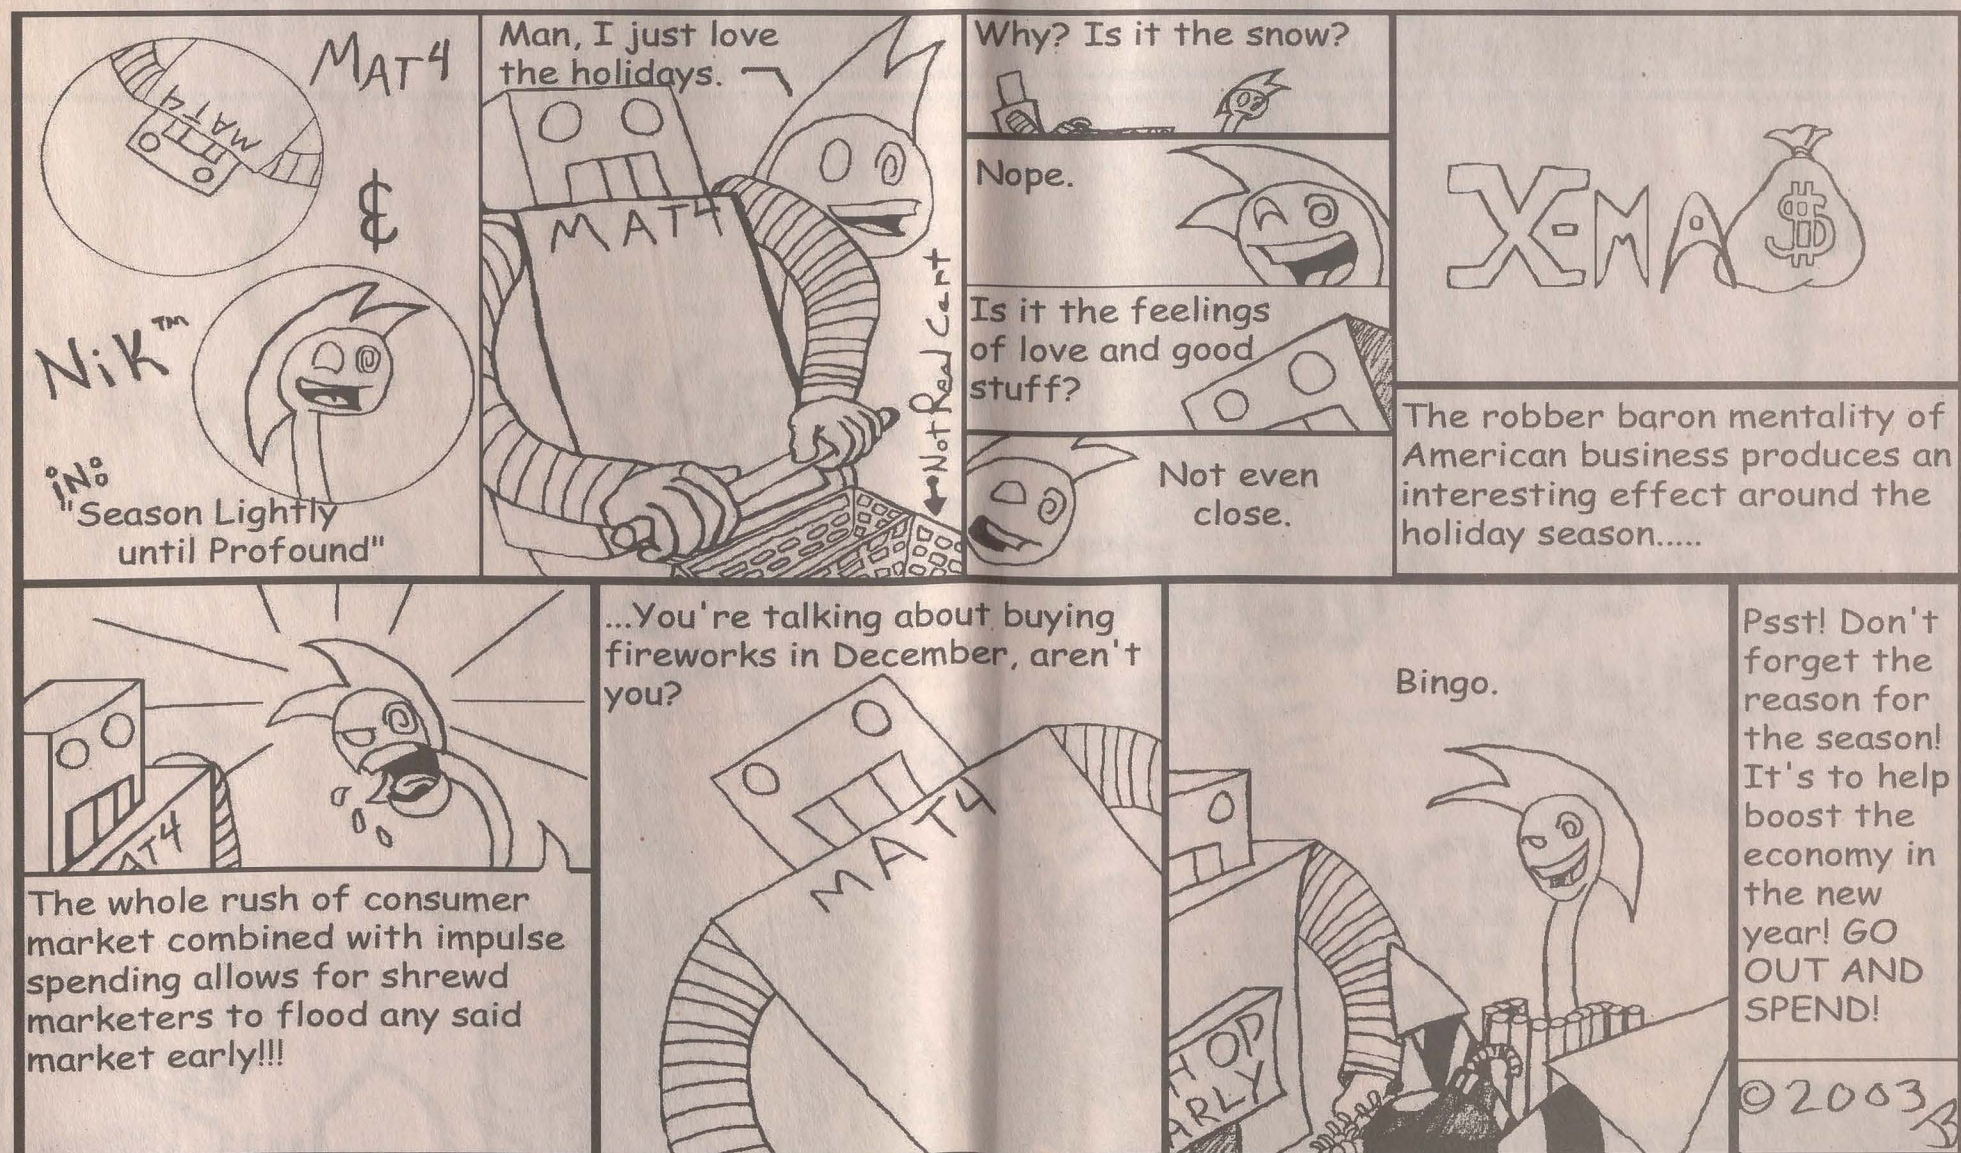 MAT4
MAT4
&
NiK™
iN:
"Season Lightly
until Profound"
Man, I just love
the holidays.
MAT4
Not Real Cart
Why? Is it the snow?
Nope.
Is it the feelings
of love and good
stuff?
Not even
close.
X-MA$
The robber baron mentality of
American business produces an
interesting effect around the
holiday season.....
AT4
The whole rush of consumer
market combined with impulse
spending allows for shrewd
marketers to flood any said
market early!!!
...You're talking about buying
fireworks in December, aren't
you?
MAT4
Bingo.
HOP
ARLY
Psst! Don't
forget the
reason for
the season!
It's to help
boost the
economy in
the new
year! GO
OUT AND
SPEND!
©2003